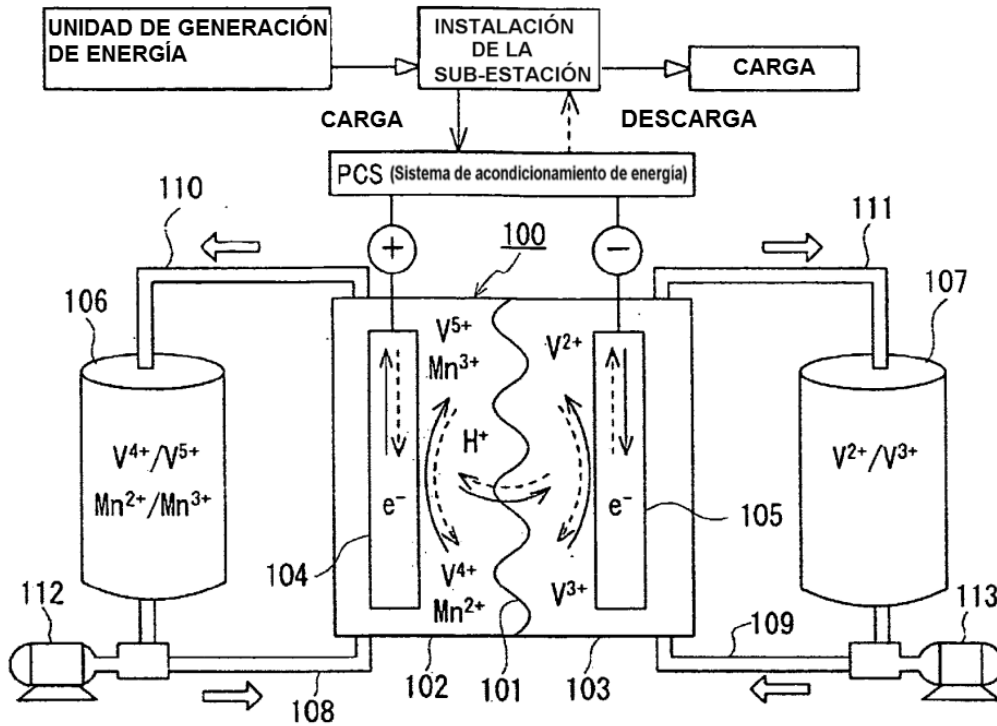 UNIDAD DE GENERACIÓN
DE ENERGÍA
INSTALACIÓN
DE LA
SUB-ESTACIÓN
CARGA
CARGA
DESCARGA
PCS (Sistema de acondicionamiento de energía)
110
111
+
−
100
106
107
V⁵⁺
Mn³⁺
V²⁺
H⁺
V⁴⁺/V⁵⁺
Mn²⁺/Mn³⁺
V²⁺/V³⁺
e⁻
e⁻
104
105
V⁴⁺
Mn²⁺
V³⁺
112
113
109
108
102
101
103